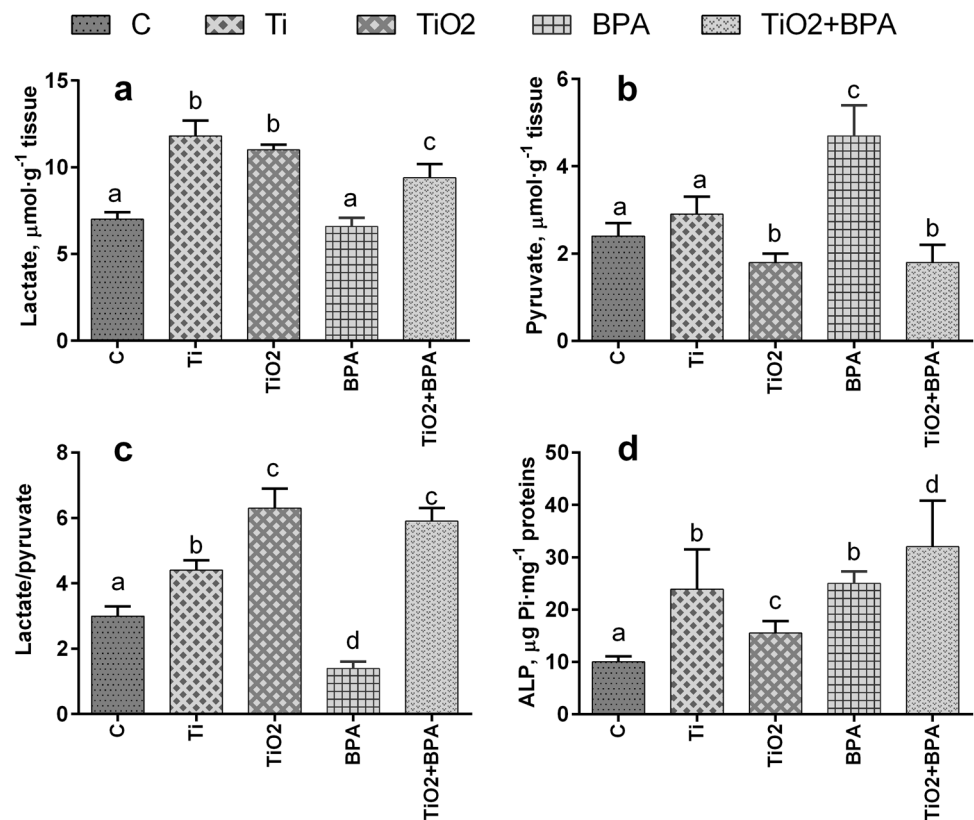 C Ti TiO2 BPA TiO2+BPA
a
Lactate, μmol·g⁻¹ tissue
15
10
5
0
a b b a c
C Ti TiO2 BPA TiO2+BPA
b
Pyruvate, μmol·g⁻¹ tissue
6
4
2
0
a a b c b
C Ti TiO2 BPA TiO2+BPA
c
Lactate/pyruvate
8
6
4
2
0
a b c d c
C Ti TiO2 BPA TiO2+BPA
d
ALP, μg Pi·mg⁻¹ proteins
50
40
30
20
10
0
a b c b d
C Ti TiO2 BPA TiO2+BPA